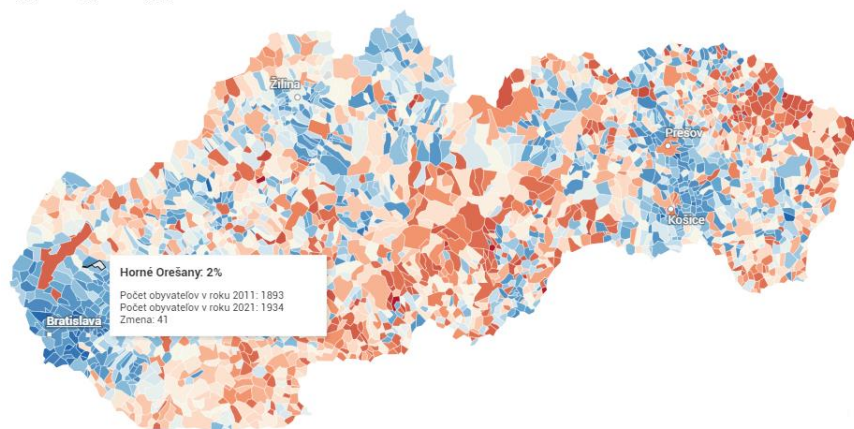 Žilina
Prešov
Košice
Horné Orešany: 2%
Počet obyvateľov v roku 2011: 1893
Počet obyvateľov v roku 2021: 1934
Zmena: 41
Bratislava